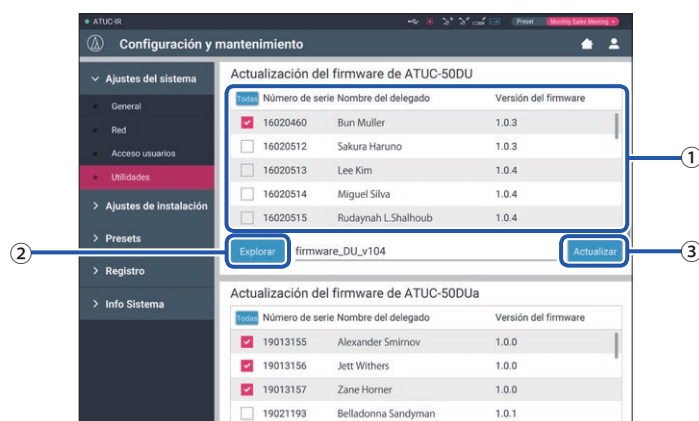 ATUC-IR
Preset Monthly Sales Meeting
Configuración y mantenimiento
Ajustes del sistema
General
Red
Acceso usuarios
Utilidades
Ajustes de instalación
Presets
Registro
Info Sistema
Actualización del firmware de ATUC-50DU
Todas Número de serie Nombre del delegado Versión del firmware
16020460 Bun Muller 1.0.3
16020512 Sakura Haruno 1.0.3
16020513 Lee Kim 1.0.4
16020514 Miguel Silva 1.0.4
16020515 Rudaynah L.Shalhoub 1.0.4
Explorar firmware_DU_v104 Actualizar
Actualización del firmware de ATUC-50DUa
Todas Número de serie Nombre del delegado Versión del firmware
19013155 Alexander Smirnov 1.0.0
19013156 Jett Withers 1.0.0
19013157 Zane Horner 1.0.0
19021193 Belladonna Sandyman 1.0.1
1
2
3